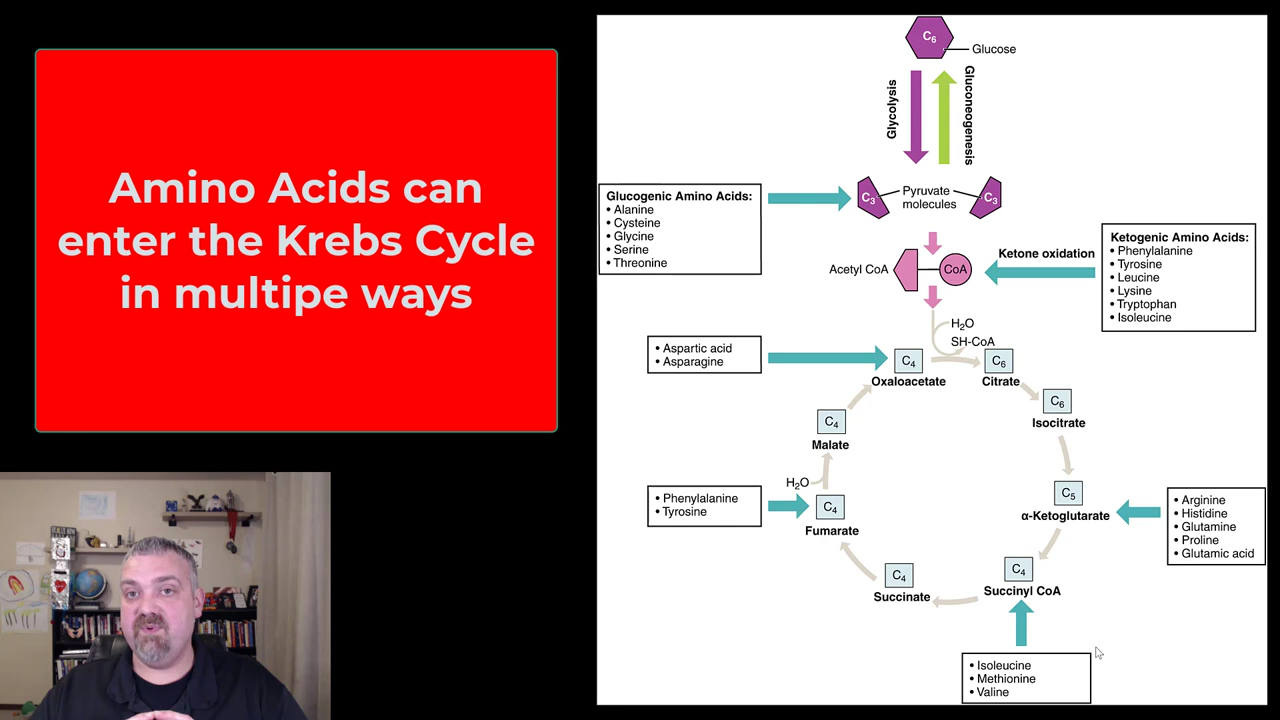 Amino Acids can
enter the Krebs Cycle
in multipe ways
C6
Glucose
Glycolysis
Gluconeogenesis
Glucogenic Amino Acids:
• Alanine
• Cysteine
• Glycine
• Serine
• Threonine
C3
Pyruvate
molecules
C3
Acetyl CoA
CoA
Ketone oxidation
Ketogenic Amino Acids:
• Phenylalanine
• Tyrosine
• Leucine
• Lysine
• Tryptophan
• Isoleucine
H2O
SH-CoA
• Aspartic acid
• Asparagine
C4
Oxaloacetate
C6
Citrate
C6
Isocitrate
C4
Malate
H2O
• Phenylalanine
• Tyrosine
C4
Fumarate
C5
α-Ketoglutarate
• Arginine
• Histidine
• Glutamine
• Proline
• Glutamic acid
C4
Succinate
C4
Succinyl CoA
• Isoleucine
• Methionine
• Valine